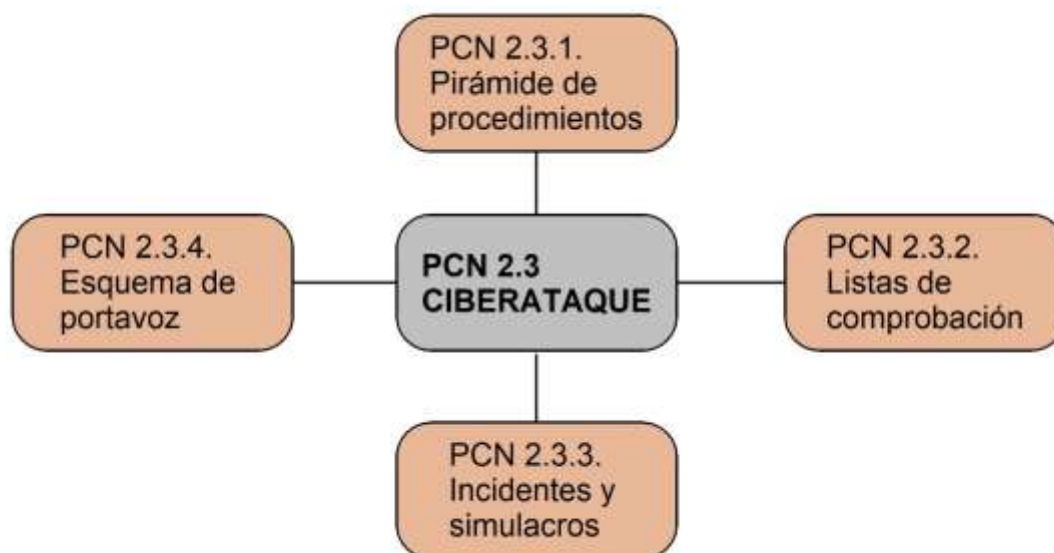 PCN 2.3.1.
Pirámide de
procedimientos
PCN 2.3.4.
Esquema de
portavoz
PCN 2.3
CIBERATAQUE
PCN 2.3.2.
Listas de
comprobación
PCN 2.3.3.
Incidentes y
simulacros